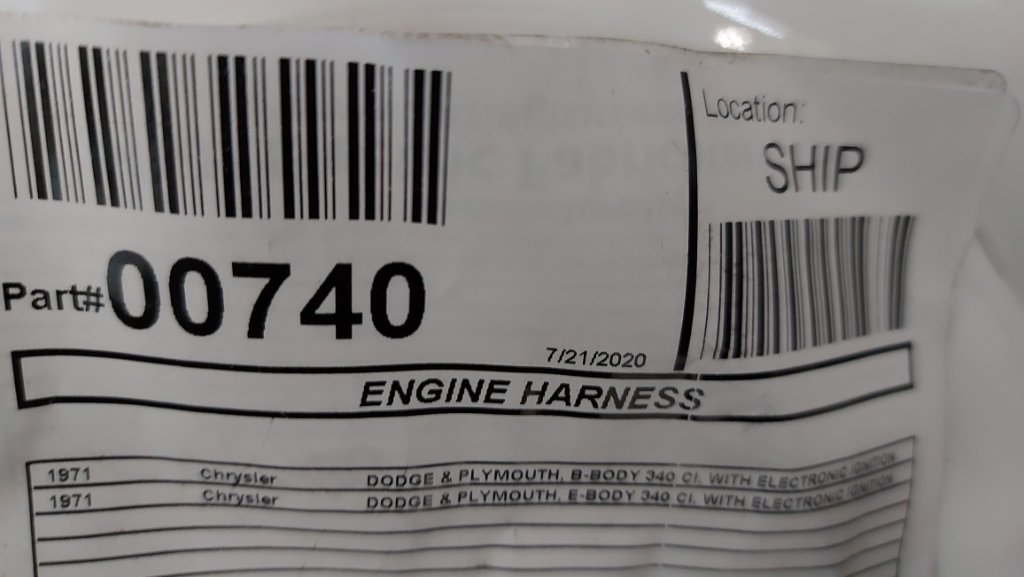 Location:
SHIP
Part# 00740
7/21/2020
ENGINE HARNESS
1971 Chrysler DODGE & PLYMOUTH, B-BODY 340 CI. WITH ELECTRONIC IGNITION
1971 Chrysler DODGE & PLYMOUTH, E-BODY 340 CI. WITH ELECTRONIC IGNITION